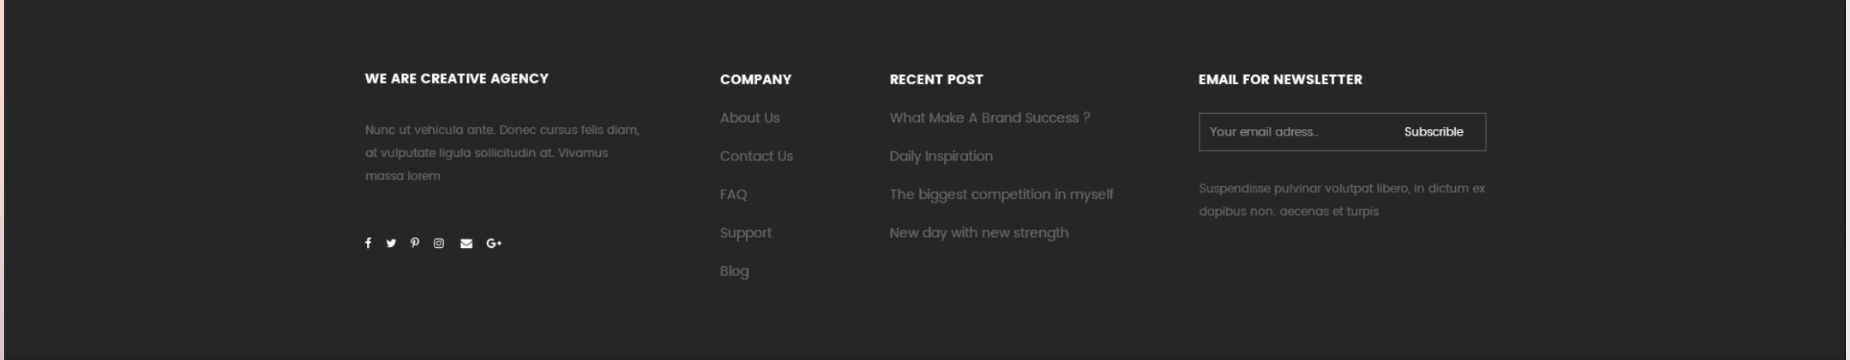 WE ARE CREATIVE AGENCY
Nunc ut vehicula ante. Donec cursus felis diam,
at vulputate ligula sollicitudin at. Vivamus
massa lorem
COMPANY
About Us
Contact Us
FAQ
Support
Blog
RECENT POST
What Make A Brand Success ?
Daily Inspiration
The biggest competition in myself
New day with new strength
EMAIL FOR NEWSLETTER
Your email adress.. Subscrible
Suspendisse pulvinar volutpat libero, in dictum ex
dapibus non. aecenas et turpis